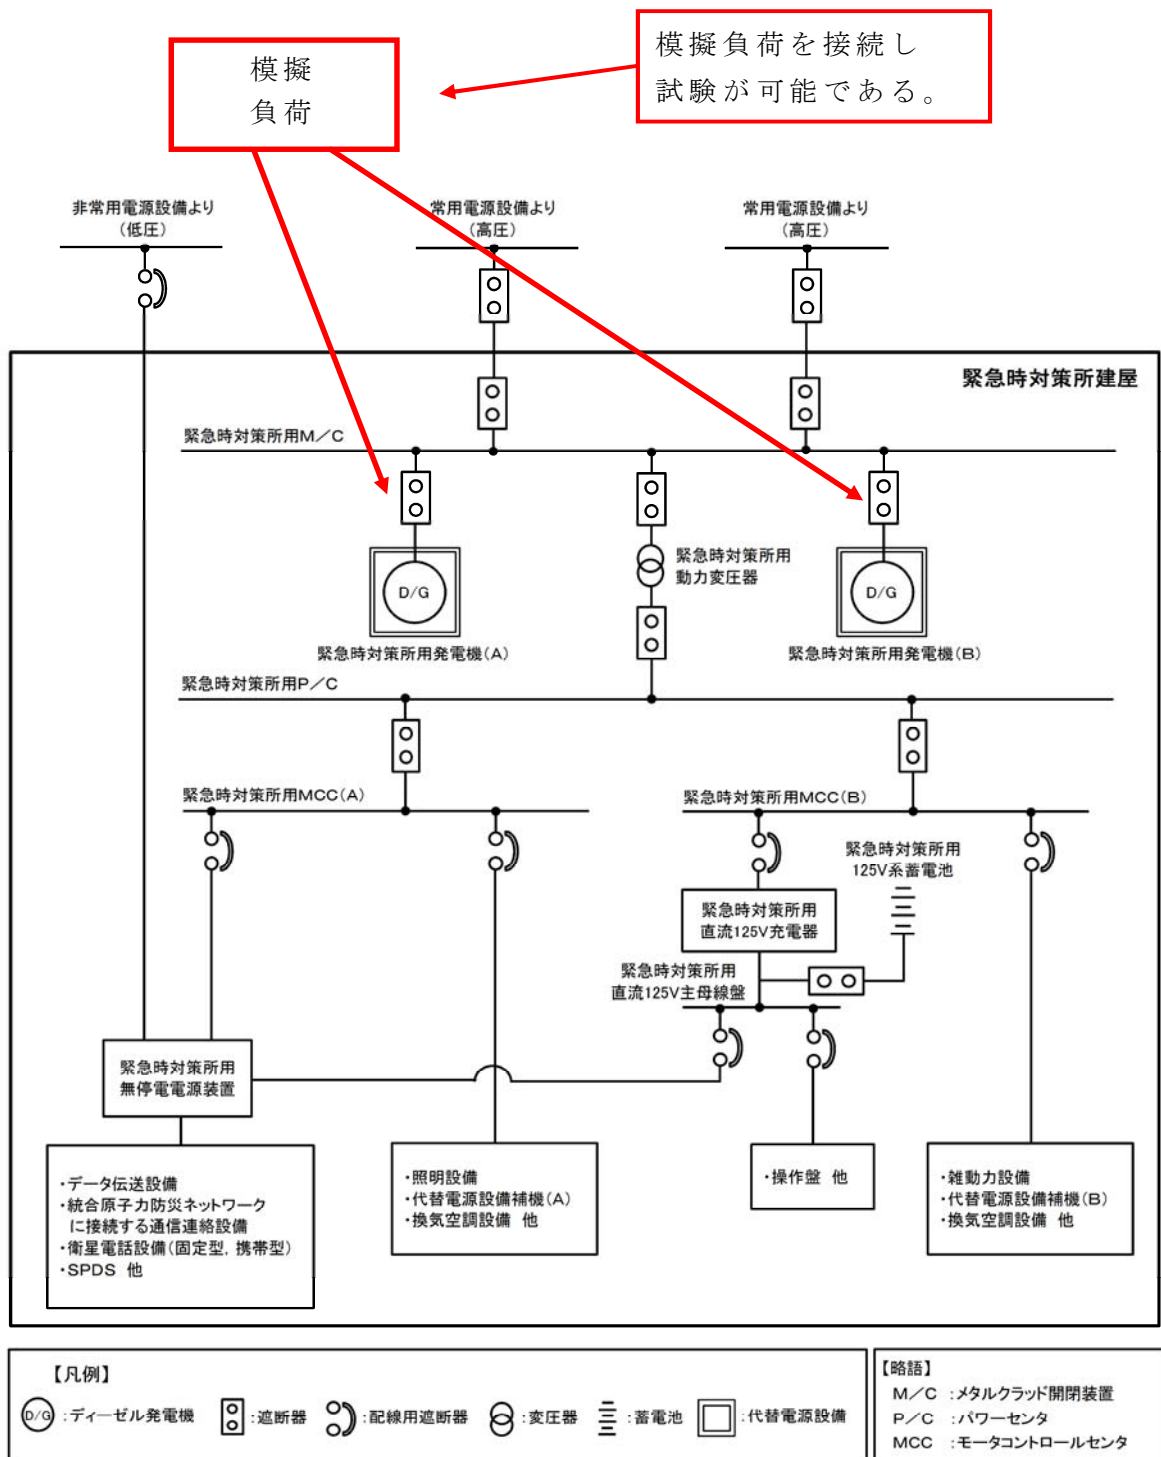 模擬負荷を接続し
試験が可能である。
模擬
負荷
非常用電源設備より
(低圧)
常用電源設備より
(高圧)
常用電源設備より
(高圧)
緊急時対策所建屋
緊急時対策所用M/C
緊急時対策所用
動力変圧器
D/G
D/G
緊急時対策所用発電機(A)
緊急時対策所用発電機(B)
緊急時対策所用P/C
緊急時対策所用MCC(A)
緊急時対策所用MCC(B)
緊急時対策所用
125V系蓄電池
緊急時対策所用
直流125V充電器
緊急時対策所用
直流125V主母線盤
緊急時対策所用
無停電電源装置
・データ伝送設備
・統合原子力防災ネットワーク
に接続する通信連絡設備
・衛星電話設備(固定型，携帯型)
・SPDS 他
・照明設備
・代替電源設備補機(A)
・換気空調設備 他
・操作盤 他
・雑動力設備
・代替電源設備補機(B)
・換気空調設備 他
【凡例】
D/G :ディーゼル発電機 :遮断器 :配線用遮断器 :変圧器 :蓄電池 :代替電源設備
【略語】
M/C :メタルクラッド開閉装置
P/C :パワーセンタ
MCC :モータコントロールセンタ